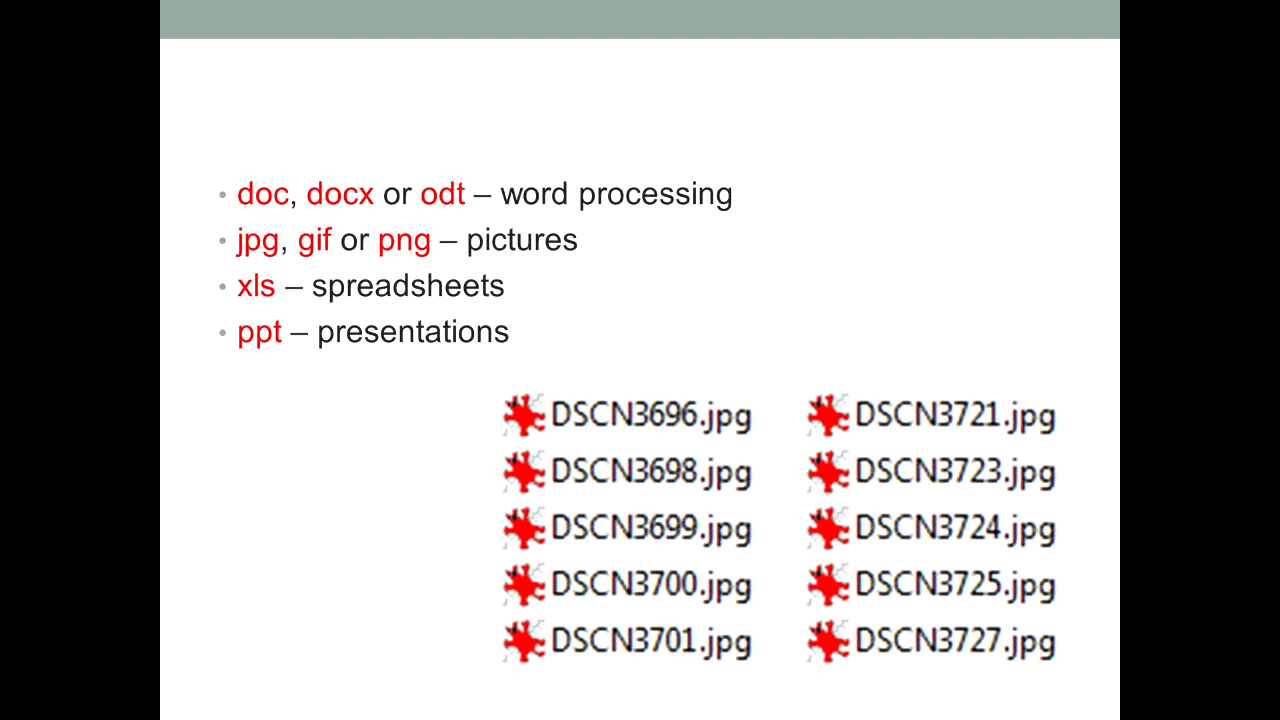 • doc, docx or odt – word processing
• jpg, gif or png – pictures
• xls – spreadsheets
• ppt – presentations
DSCN3696.jpg DSCN3721.jpg
DSCN3698.jpg DSCN3723.jpg
DSCN3699.jpg DSCN3724.jpg
DSCN3700.jpg DSCN3725.jpg
DSCN3701.jpg DSCN3727.jpg